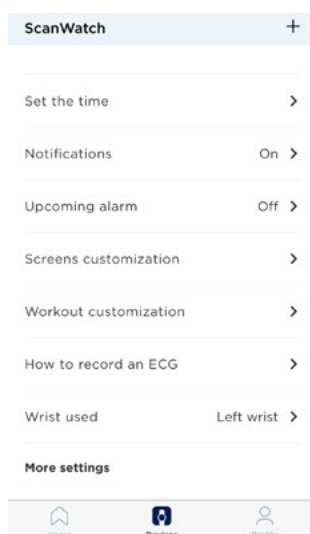 ScanWatch +
Set the time
Notifications On
Upcoming alarm Off
Screens customization
Workout customization
How to record an ECG
Wrist used Left wrist
More settings